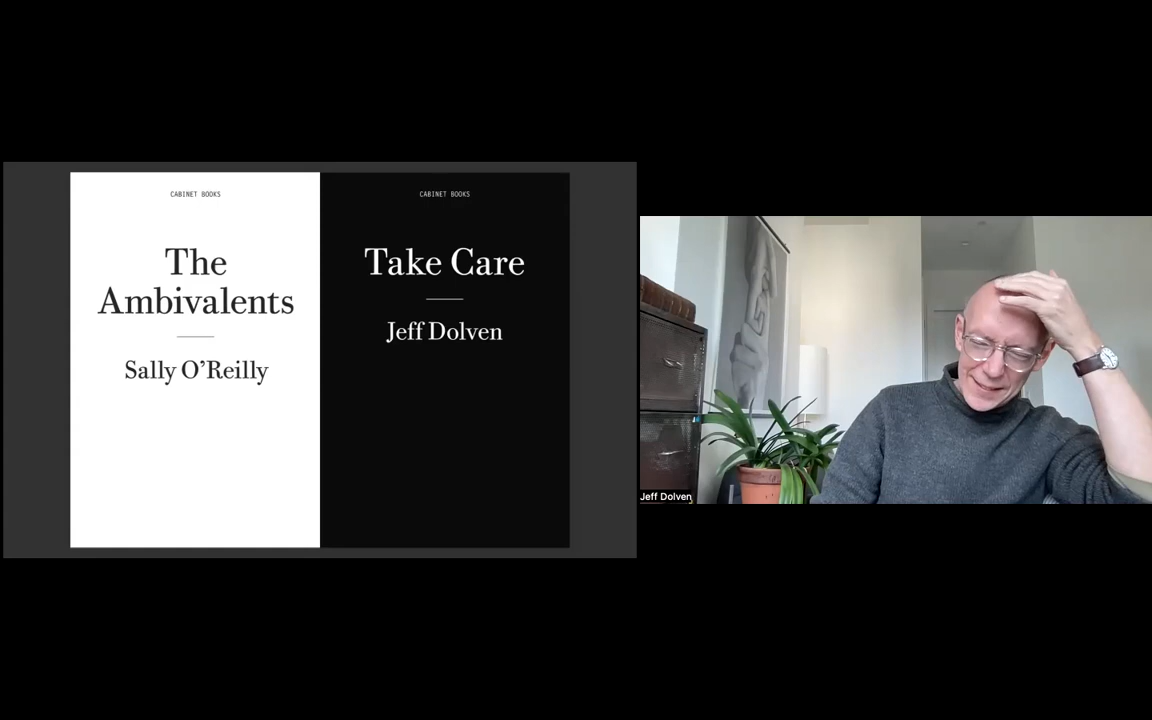 CABINET BOOKS
The
Ambivalents
Sally O’Reilly
CABINET BOOKS
Take Care
Jeff Dolven
Jeff Dolven